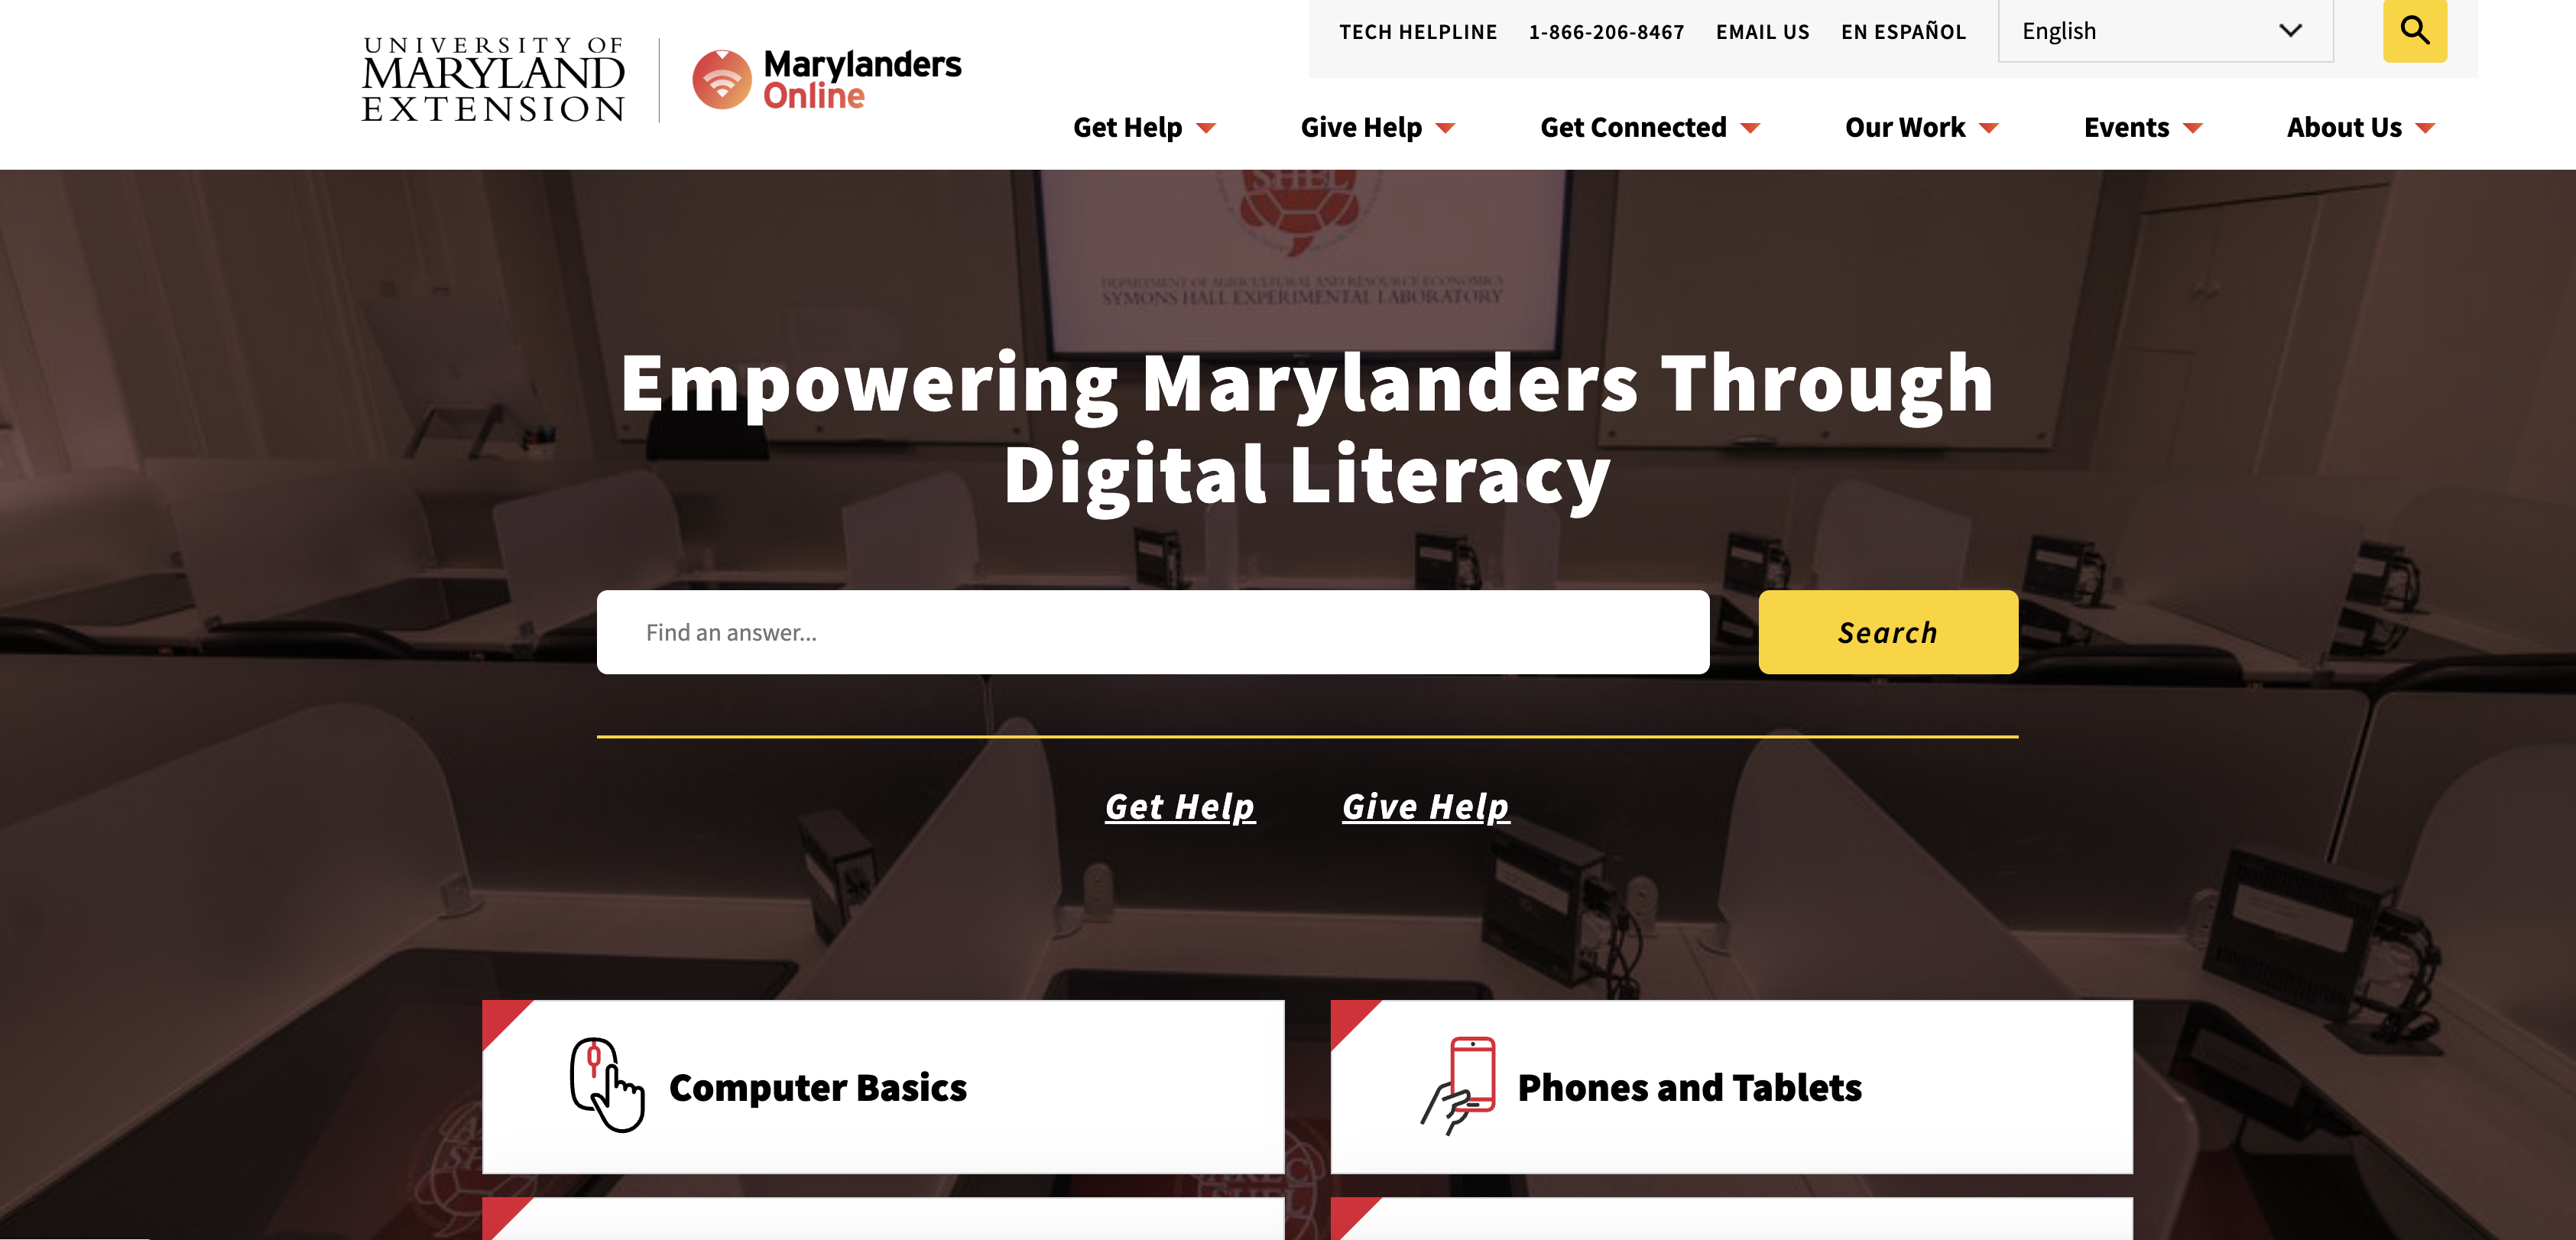 UNIVERSITY OF
MARYLAND
EXTENSION
Marylanders
Online
TECH HELPLINE 1-866-206-8467 EMAIL US EN ESPAÑOL English
Get Help Give Help Get Connected Our Work Events About Us
SHEL
DEPARTMENT OF AGRICULTURAL AND RESOURCE ECONOMICS
SYMONS HALL EXPERIMENTAL LABORATORY
Empowering Marylanders Through
Digital Literacy
Find an answer... Search
Get Help Give Help
Computer Basics Phones and Tablets